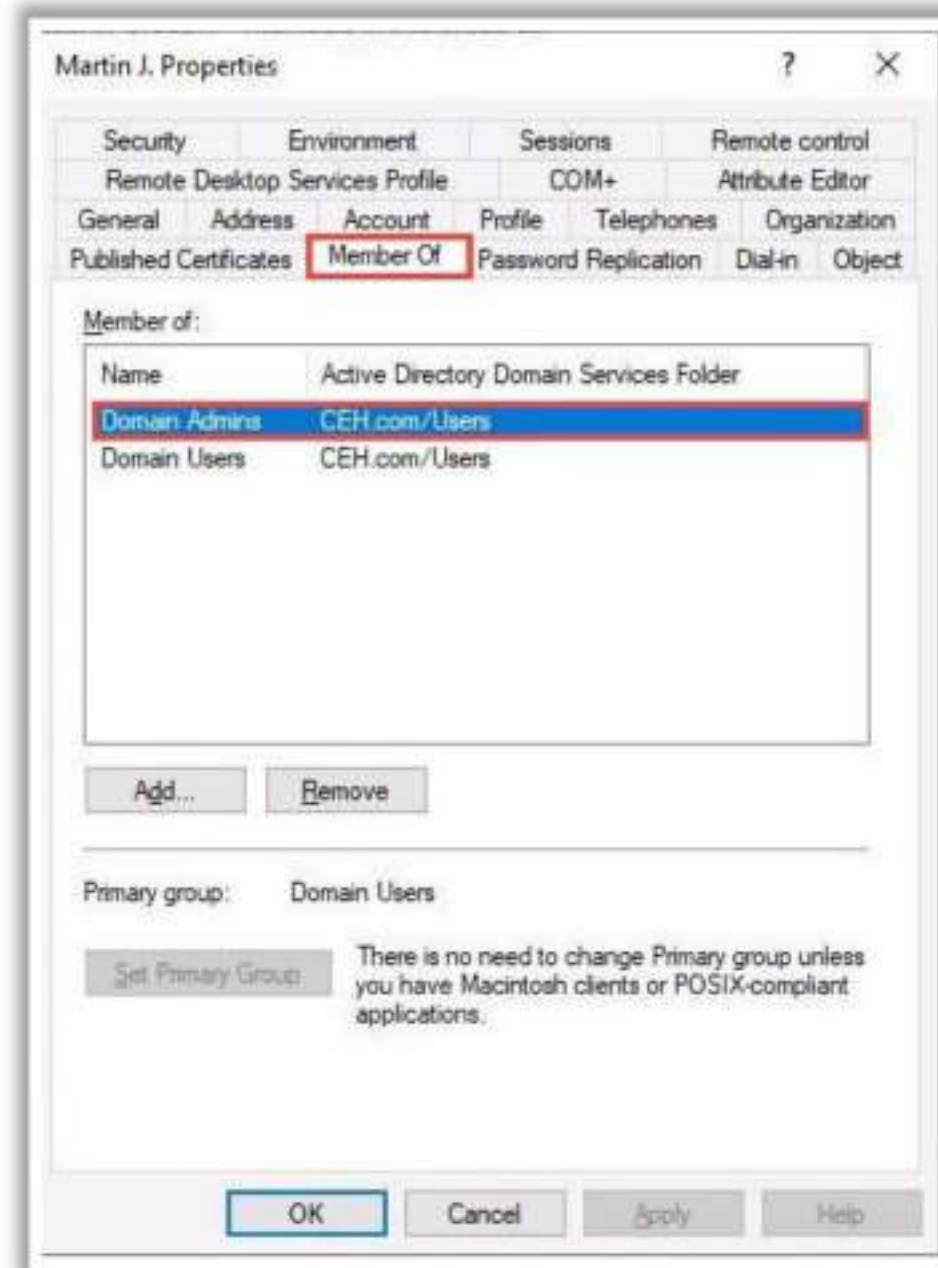 Martin J. Properties ? ×
Security Environment Sessions Remote control
Remote Desktop Services Profile COM+ Attribute Editor
General Address Account Profile Telephones Organization
Published Certificates Member Of Password Replication Dial-in Object
Member of:
Name Active Directory Domain Services Folder
Domain Admins CEH.com/Users
Domain Users CEH.com/Users
Add... Remove
Primary group: Domain Users
Set Primary Group There is no need to change Primary group unless
you have Macintosh clients or POSIX-compliant
applications.
OK Cancel Apply Help